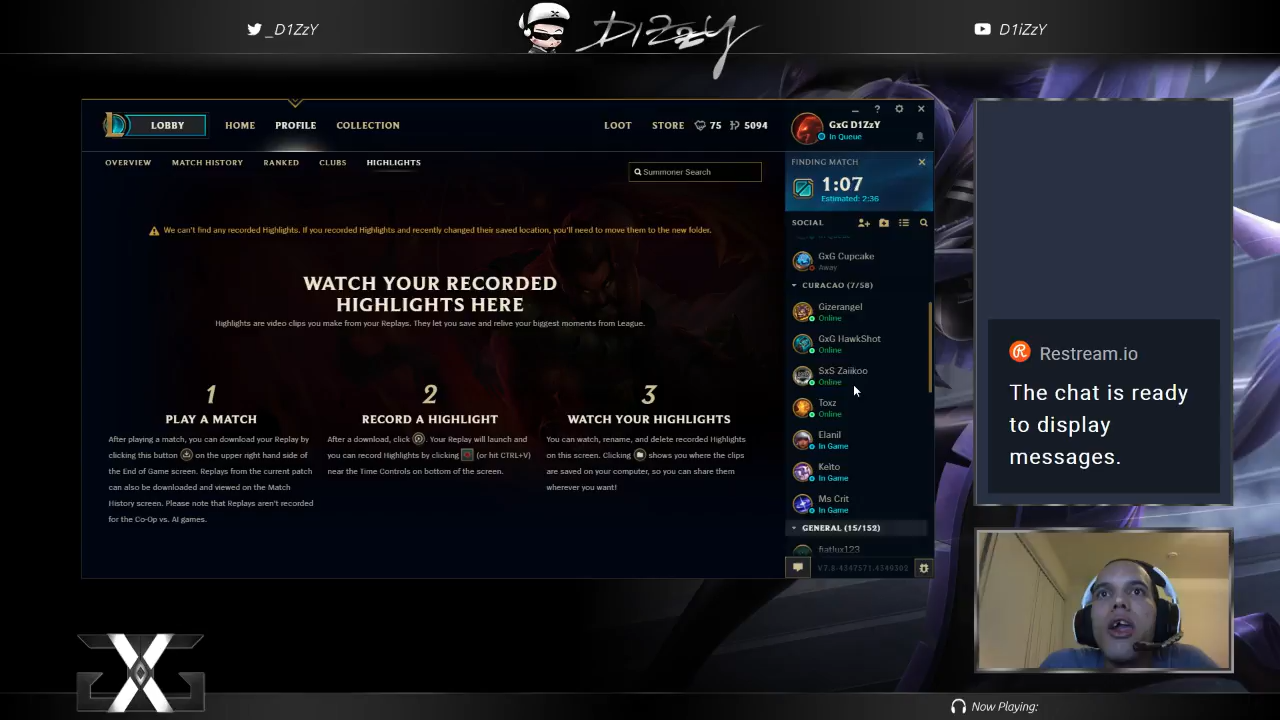 _D1ZzY
D1ZzY
D1iZzY
LOBBY
HOME
PROFILE
COLLECTION
LOOT
STORE
75
5094
GxG D1ZzY
In Queue
OVERVIEW
MATCH HISTORY
RANKED
CLUBS
HIGHLIGHTS
Summoner Search
FINDING MATCH
1:07
Estimated: 2:36
SOCIAL
We can't find any recorded Highlights. If you recorded Highlights and recently changed their saved location, you'll need to move them to the new folder.
WATCH YOUR RECORDED
HIGHLIGHTS HERE
Highlights are video clips you make from your Replays. They let you save and relive your biggest moments from League.
1
PLAY A MATCH
After playing a match, you can download your Replay by
clicking this button on the upper right hand side of
the End of Game screen. Replays from the current patch
can also be downloaded and viewed on the Match
History screen. Please note that Replays aren't recorded
for the Co-Op vs. AI games.
2
RECORD A HIGHLIGHT
After a download, click . Your Replay will launch and
you can record Highlights by clicking (or hit CTRL+V)
near the Time Controls on bottom of the screen.
3
WATCH YOUR HIGHLIGHTS
You can watch, rename, and delete recorded Highlights
on this screen. Clicking shows you where the clips
are saved on your computer, so you can share them
wherever you want!
GxG Cupcake
Away
CURACAO (7/58)
Gizerangel
Online
GxG HawkShot
Online
SxS Zaiikoo
Online
Toxz
Online
Elanil
In Game
Keito
In Game
Ms Crit
In Game
GENERAL (15/152)
fiatlux123
V7.8-4347571.4349302
Restream.io
The chat is ready
to display
messages.
Now Playing: